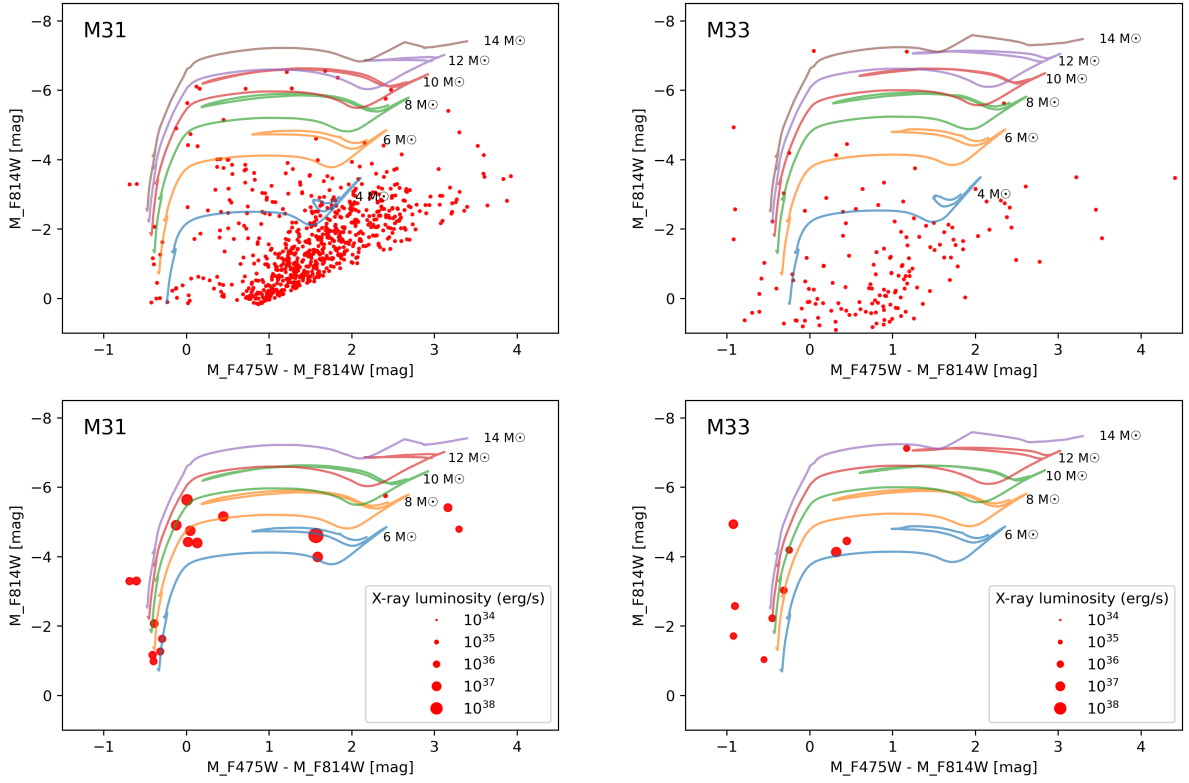 M31
14 M☉
12 M☉
10 M☉
8 M☉
6 M☉
4 M☉
−8
−6
−4
−2
0
M_F814W [mag]
−1 0 1 2 3 4
M_F475W - M_F814W [mag]
M33
14 M☉
12 M☉
10 M☉
8 M☉
6 M☉
4 M☉
−8
−6
−4
−2
0
M_F814W [mag]
−1 0 1 2 3 4
M_F475W - M_F814W [mag]
M31
14 M☉
12 M☉
10 M☉
8 M☉
6 M☉
−8
−6
−4
−2
0
M_F814W [mag]
X-ray luminosity (erg/s)
10³⁴
10³⁵
10³⁶
10³⁷
10³⁸
−1 0 1 2 3 4
M_F475W - M_F814W [mag]
M33
14 M☉
12 M☉
10 M☉
8 M☉
6 M☉
−8
−6
−4
−2
0
M_F814W [mag]
X-ray luminosity (erg/s)
10³⁴
10³⁵
10³⁶
10³⁷
10³⁸
−1 0 1 2 3 4
M_F475W - M_F814W [mag]